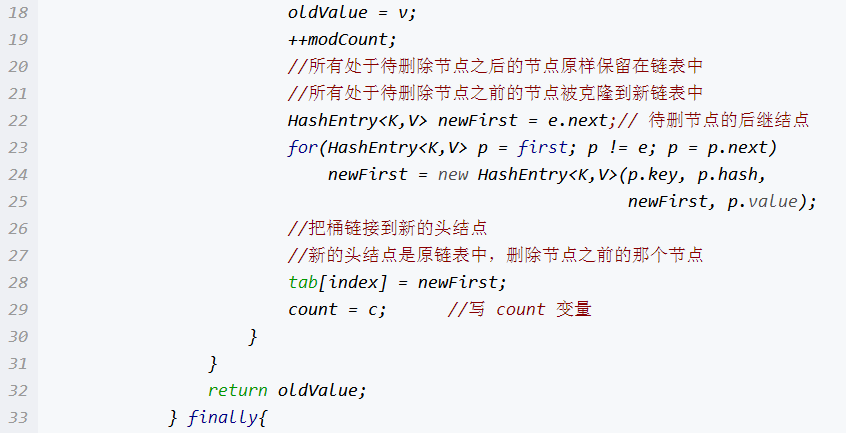 18 oldValue = v;
19 ++modCount;
20 //所有处于待删除节点之后的节点原样保留在链表中
21 //所有处于待删除节点之前的节点被克隆到新链表中
22 HashEntry<K,V> newFirst = e.next;// 待删节点的后继结点
23 for(HashEntry<K,V> p = first; p != e; p = p.next)
24 newFirst = new HashEntry<K,V>(p.key, p.hash,
25 newFirst, p.value);
26 //把桶链接到新的头结点
27 //新的头结点是原链表中，删除节点之前的那个节点
28 tab[index] = newFirst;
29 count = c; //写 count 变量
30 }
31 }
32 return oldValue;
33 } finally{